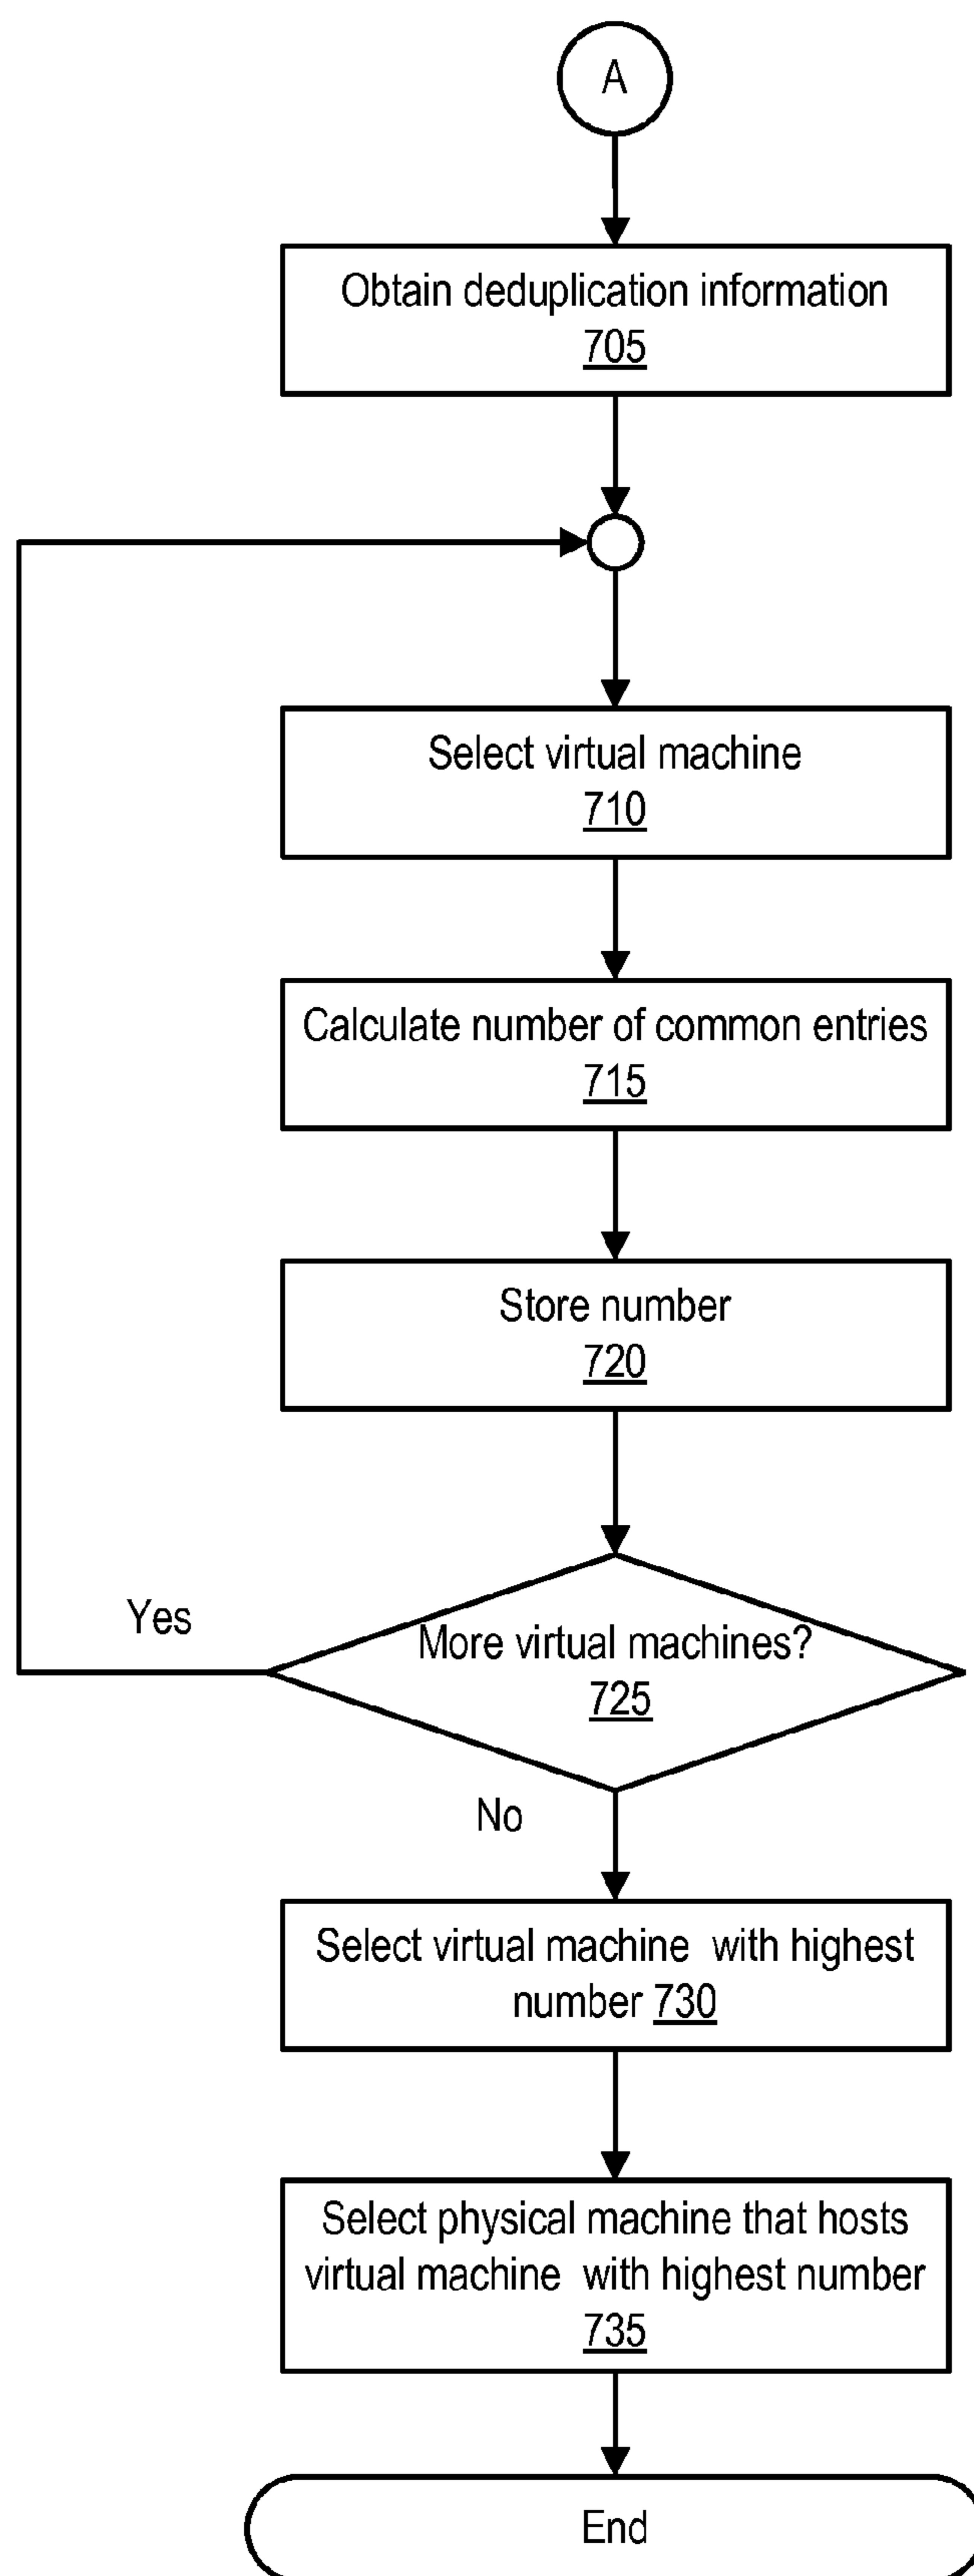 A
Obtain deduplication information
705
Select virtual machine
710
Calculate number of common entries
715
Store number
720
Yes
More virtual machines?
725
No
Select virtual machine with highest
number 730
Select physical machine that hosts
virtual machine with highest number
735
End